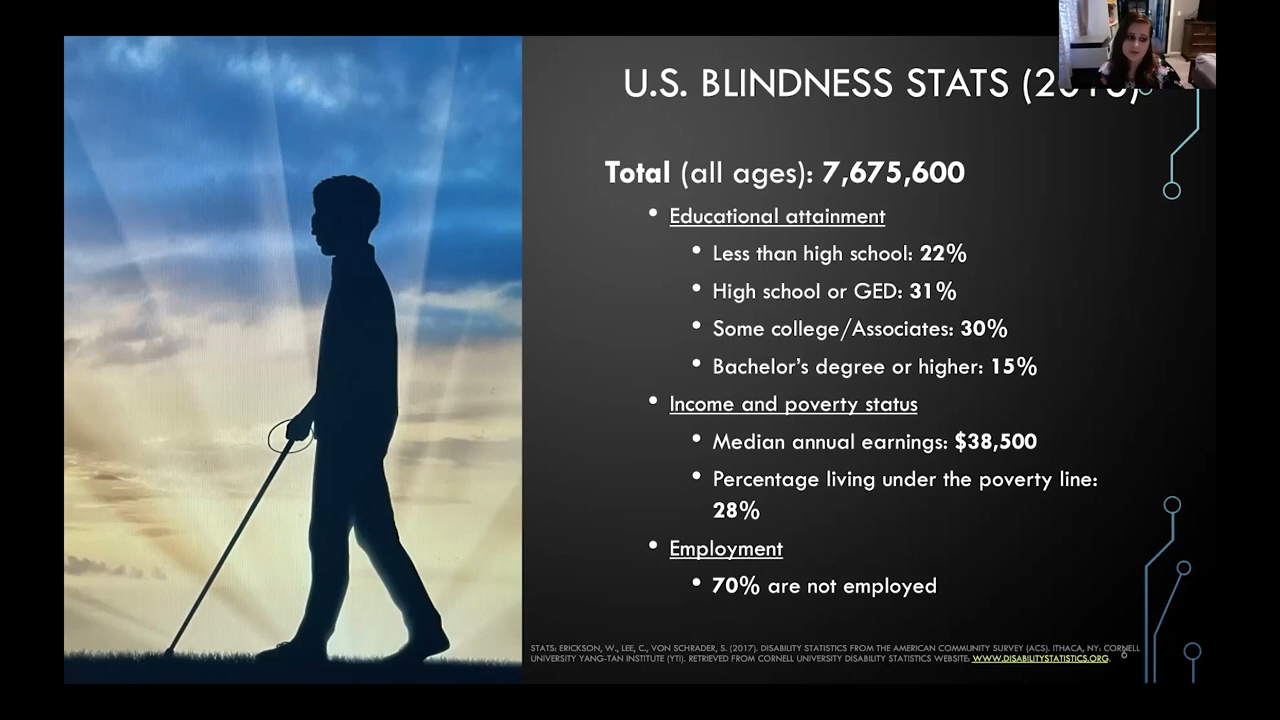 U.S. BLINDNESS STATS
Total (all ages): 7,675,600
• Educational attainment
• Less than high school: 22%
• High school or GED: 31%
• Some college/Associates: 30%
• Bachelor’s degree or higher: 15%
• Income and poverty status
• Median annual earnings: $38,500
• Percentage living under the poverty line:
28%
• Employment
• 70% are not employed
STATS: ERICKSON, W., LEE, C., VON SCHRADER, S. (2017). DISABILITY STATISTICS FROM THE AMERICAN COMMUNITY SURVEY (ACS). ITHACA, NY: CORNELL
UNIVERSITY YANG-TAN INSTITUTE (YTI). RETRIEVED FROM CORNELL UNIVERSITY DISABILITY STATISTICS WEBSITE: WWW.DISABILITYSTATISTICS.ORG.
6